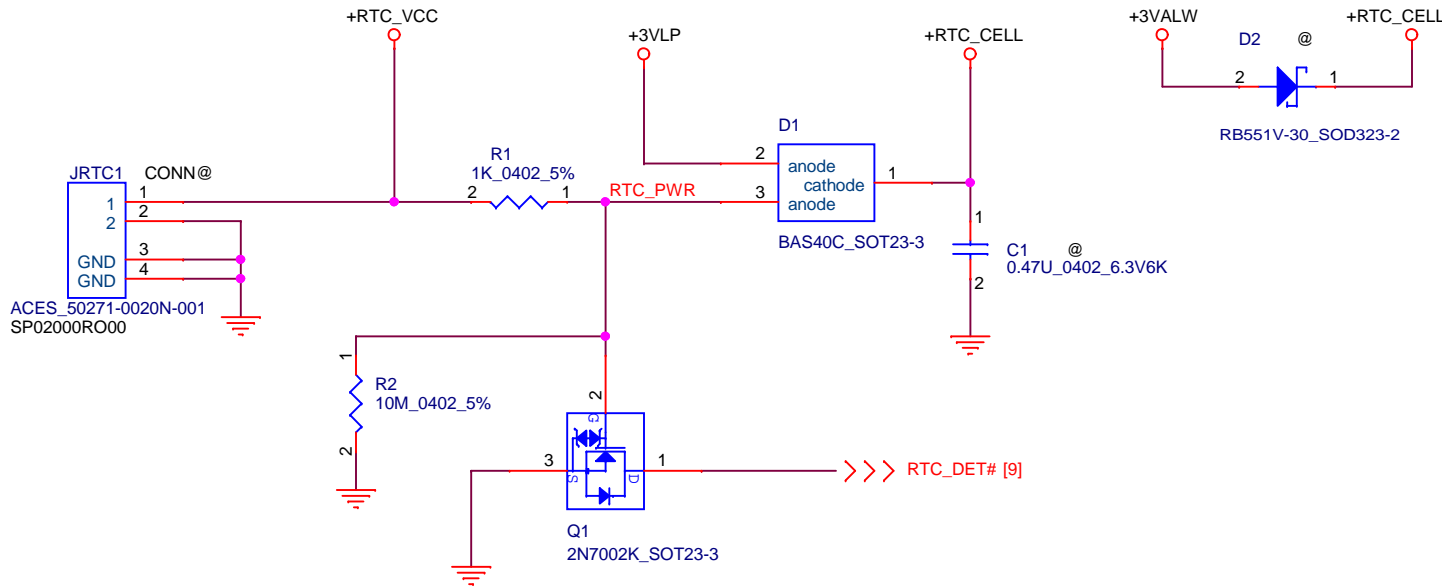 +RTC_VCC
+3VLP
+RTC_CELL
+3VALW
+RTC_CELL
D2 @
2
1
RB551V-30_SOD323-2
JRTC1
CONN@
1
2
3
4
1
2
GND
GND
ACES_50271-0020N-001
SP02000RO00
R1
1K_0402_5%
2
1
RTC_PWR
D1
2
3
anode
cathode
anode
1
BAS40C_SOT23-3
1
C1 @
0.47U_0402_6.3V6K
2
1
R2
10M_0402_5%
2
2
G
3
S
D
1
RTC_DET# [9]
Q1
2N7002K_SOT23-3